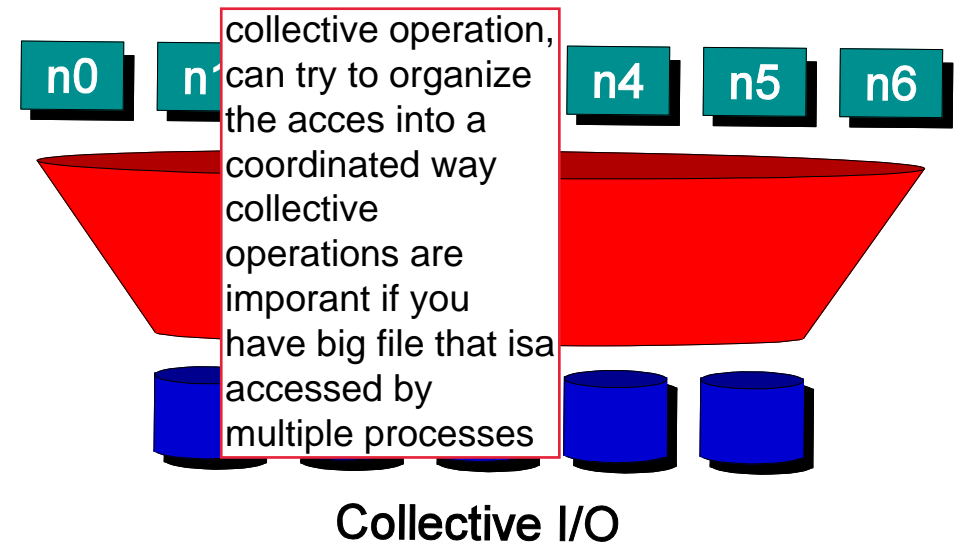 n0
collective operation,
can try to organize
the acces into a
coordinated way
collective
operations are
imporant if you
have big file that isa
accessed by
multiple processes
n4
n5
n6
Collective I/O